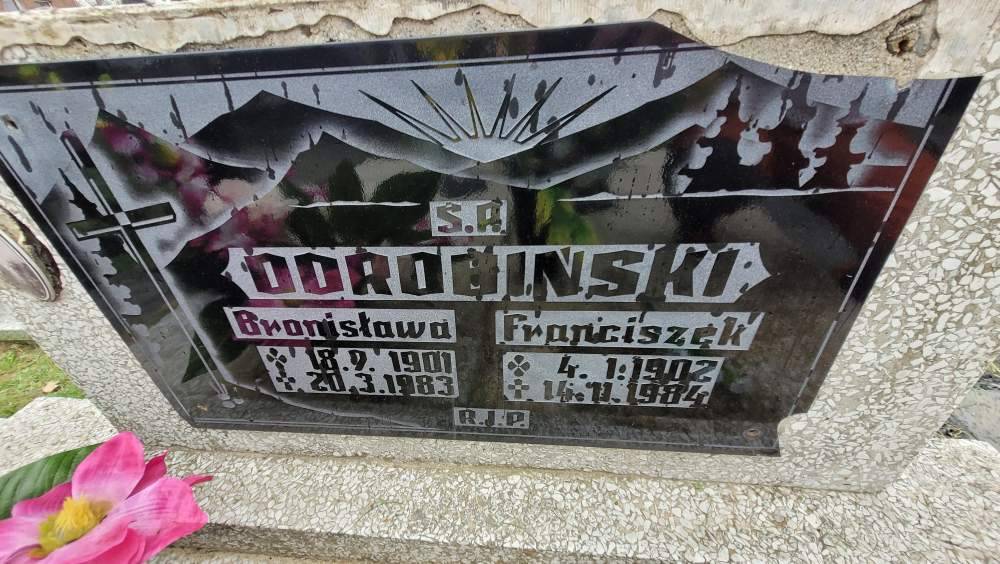 Ś.P.
DOROBIŃSKI
Bronisława Franciszek
18.9.1901 4.1.1902
20.3.1983 14.11.1984
R.J.P.